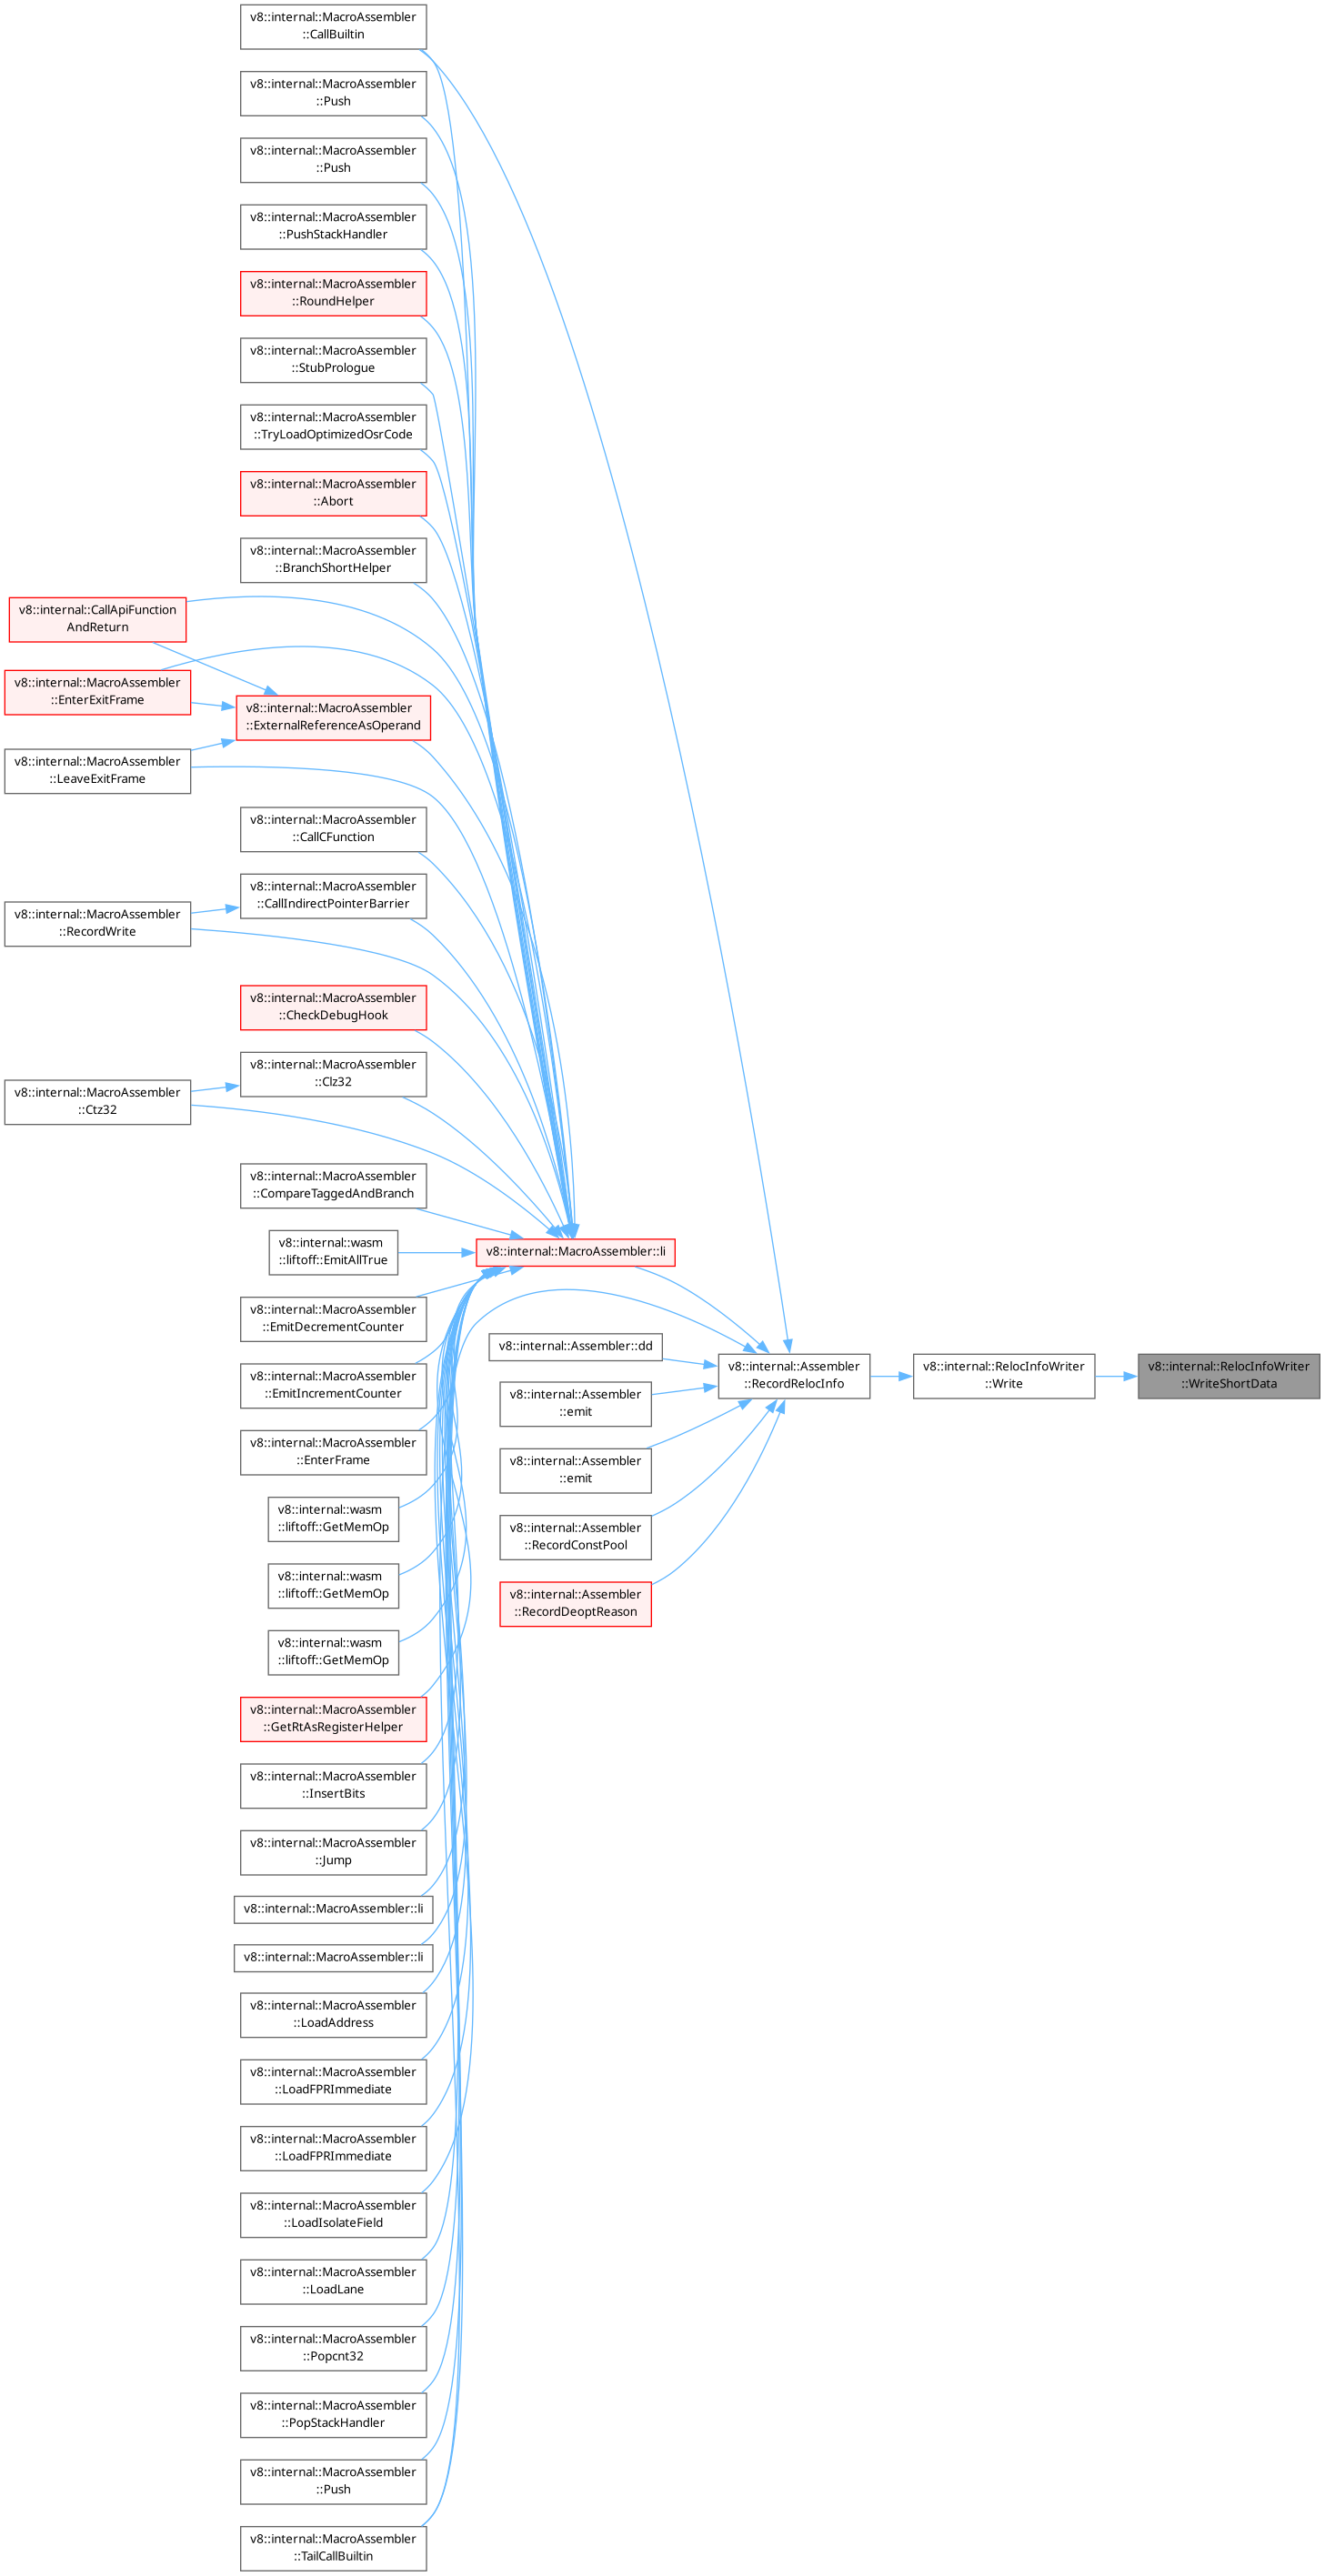 v8::internal::MacroAssembler
::CallBuiltin
v8::internal::MacroAssembler
::Push
v8::internal::MacroAssembler
::Push
v8::internal::MacroAssembler
::PushStackHandler
v8::internal::MacroAssembler
::RoundHelper
v8::internal::MacroAssembler
::StubPrologue
v8::internal::MacroAssembler
::TryLoadOptimizedOsrCode
v8::internal::MacroAssembler
::Abort
v8::internal::MacroAssembler
::BranchShortHelper
v8::internal::CallApiFunction
AndReturn
v8::internal::MacroAssembler
::EnterExitFrame
v8::internal::MacroAssembler
::ExternalReferenceAsOperand
v8::internal::MacroAssembler
::LeaveExitFrame
v8::internal::MacroAssembler
::CallCFunction
v8::internal::MacroAssembler
::CallIndirectPointerBarrier
v8::internal::MacroAssembler
::RecordWrite
v8::internal::MacroAssembler
::CheckDebugHook
v8::internal::MacroAssembler
::Clz32
v8::internal::MacroAssembler
::Ctz32
v8::internal::MacroAssembler
::CompareTaggedAndBranch
v8::internal::wasm
::liftoff::EmitAllTrue
v8::internal::MacroAssembler::li
v8::internal::MacroAssembler
::EmitDecrementCounter
v8::internal::Assembler::dd
v8::internal::Assembler
::RecordRelocInfo
v8::internal::RelocInfoWriter
::Write
v8::internal::RelocInfoWriter
::WriteShortData
v8::internal::MacroAssembler
::EmitIncrementCounter
v8::internal::Assembler
::emit
v8::internal::MacroAssembler
::EnterFrame
v8::internal::Assembler
::emit
v8::internal::wasm
::liftoff::GetMemOp
v8::internal::Assembler
::RecordConstPool
v8::internal::wasm
::liftoff::GetMemOp
v8::internal::Assembler
::RecordDeoptReason
v8::internal::wasm
::liftoff::GetMemOp
v8::internal::MacroAssembler
::GetRtAsRegisterHelper
v8::internal::MacroAssembler
::InsertBits
v8::internal::MacroAssembler
::Jump
v8::internal::MacroAssembler::li
v8::internal::MacroAssembler::li
v8::internal::MacroAssembler
::LoadAddress
v8::internal::MacroAssembler
::LoadFPRImmediate
v8::internal::MacroAssembler
::LoadFPRImmediate
v8::internal::MacroAssembler
::LoadIsolateField
v8::internal::MacroAssembler
::LoadLane
v8::internal::MacroAssembler
::Popcnt32
v8::internal::MacroAssembler
::PopStackHandler
v8::internal::MacroAssembler
::Push
v8::internal::MacroAssembler
::TailCallBuiltin